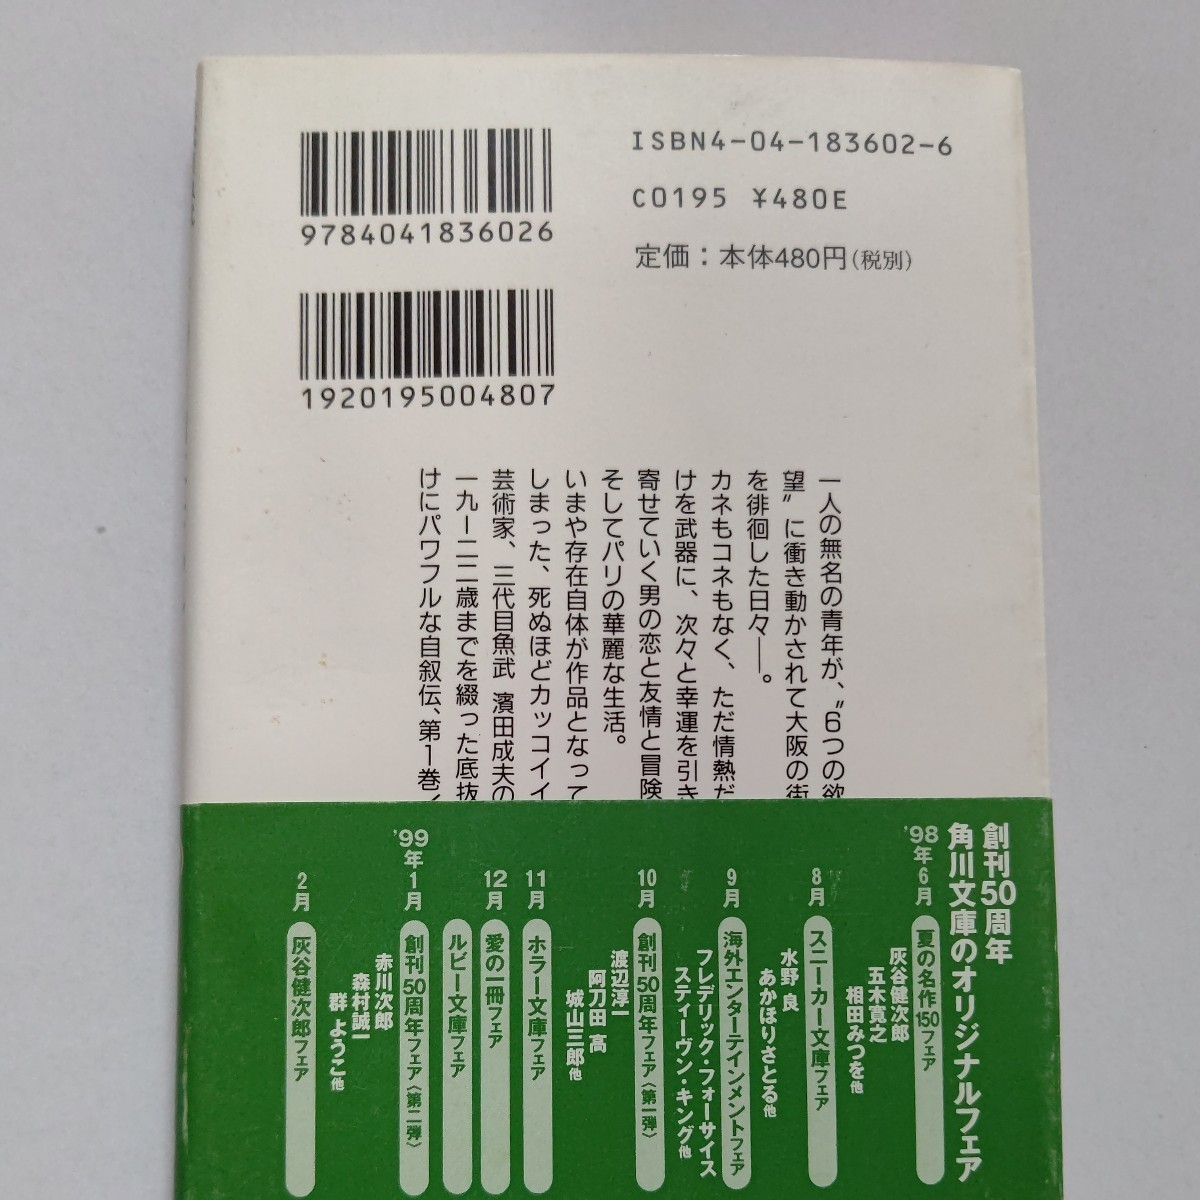 ISBN4-04-183602-6
C0195 ¥480E
定価：本体480円(税別)
9784041836026
1920195004807
一人の無名の青年が、〝6つの欲
望〟に衝き動かされて大阪の街
を徘徊した日々――。
カネもコネもなく、ただ情熱だ
けを武器に、次々と幸運を引き
寄せていく男の恋と友情と冒険
そしてパリの華麗な生活。
いまや存在自体が作品となって
しまった、死ぬほどカッコイイ
芸術家、三代目魚武 濱田成夫の
一九ー二二歳までを綴った底抜
けにパワフルな自叙伝、第1巻
創刊50周年
角川文庫のオリジナルフェア
'98年6月 夏の名作150フェア
灰谷健次郎
五木寛之
相田みつを他
8月 スニーカー文庫フェア
水野 良
あかほりさとる他
9月 海外エンターテインメントフェア
フレデリック・フォーサイス
スティーヴン・キング他
10月 創刊50周年フェア〈第一弾〉
渡辺淳一
阿刀田 高
城山三郎他
11月 ホラー文庫フェア
12月 愛の一冊フェア
ルビー文庫フェア
'99年1月 創刊50周年フェア〈第二弾〉
赤川次郎
森村誠一
群 ようこ他
2月 灰谷健次郎フェア